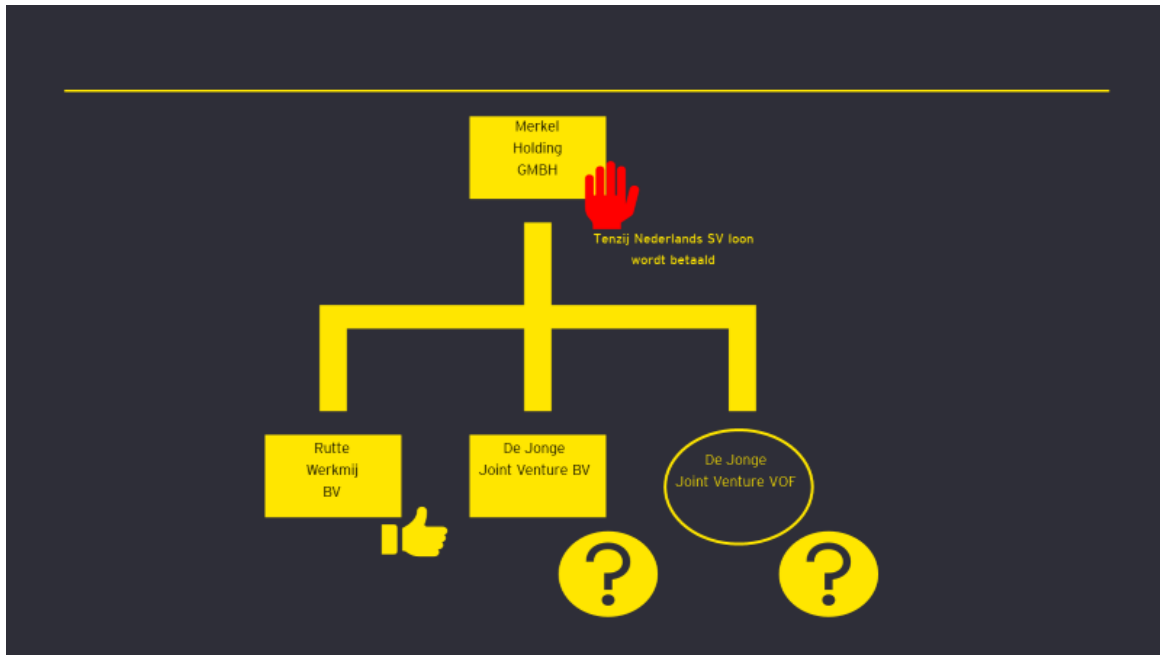 Merkel
Holding
GMBH
Tenzij Nederlands SV loon
wordt betaald
Rutte
Werkmij
BV
De Jonge
Joint Venture BV
De Jonge
Joint Venture VOF
?
?